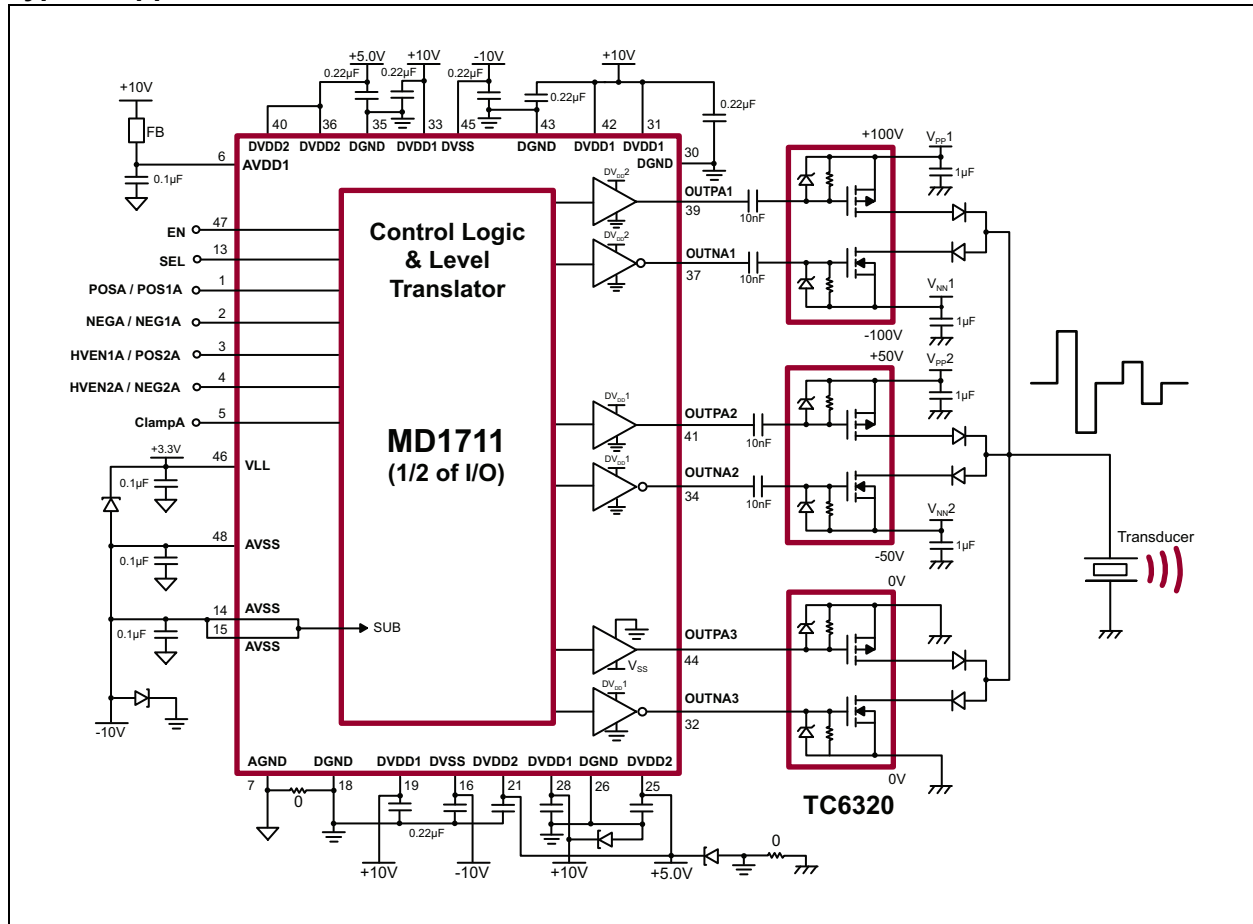 +5.0V
+10V
-10V
+10V
0.22µF
0.22µF
0.22µF
0.22µF
0.22µF
+10V
FB
0.1µF
40
36
35
33
45
43
42
31
DVDD2
DVDD2
DGND
DVDD1
DVSS
DGND
DVDD1
DVDD1
DGND
30
6
AVDD1
EN
47
SEL
13
POSA / POS1A
1
NEGA / NEG1A
2
HVEN1A / POS2A
3
HVEN2A / NEG2A
4
ClampA
5
+3.3V
46
VLL
0.1µF
48
AVSS
0.1µF
14
AVSS
15
AVSS
0.1µF
SUB
-10V
Control Logic
& Level
Translator
MD1711
(1/2 of I/O)
DVDD2
OUTPA1
39
10nF
DVDD2
OUTNA1
37
10nF
DVDD1
OUTPA2
41
10nF
DVDD1
OUTNA2
34
10nF
VSS
OUTPA3
44
DVDD1
OUTNA3
32
+100V
VPP1
1µF
VNN1
1µF
-100V
+50V
VPP2
1µF
VNN2
1µF
-50V
0V
0V
TC6320
Transducer
AGND
DGND
DVDD1
DVSS
DVDD2
DVDD1
DGND
DVDD2
7
18
19
16
21
28
26
25
0
0.22µF
0
+10V
-10V
+10V
+5.0V